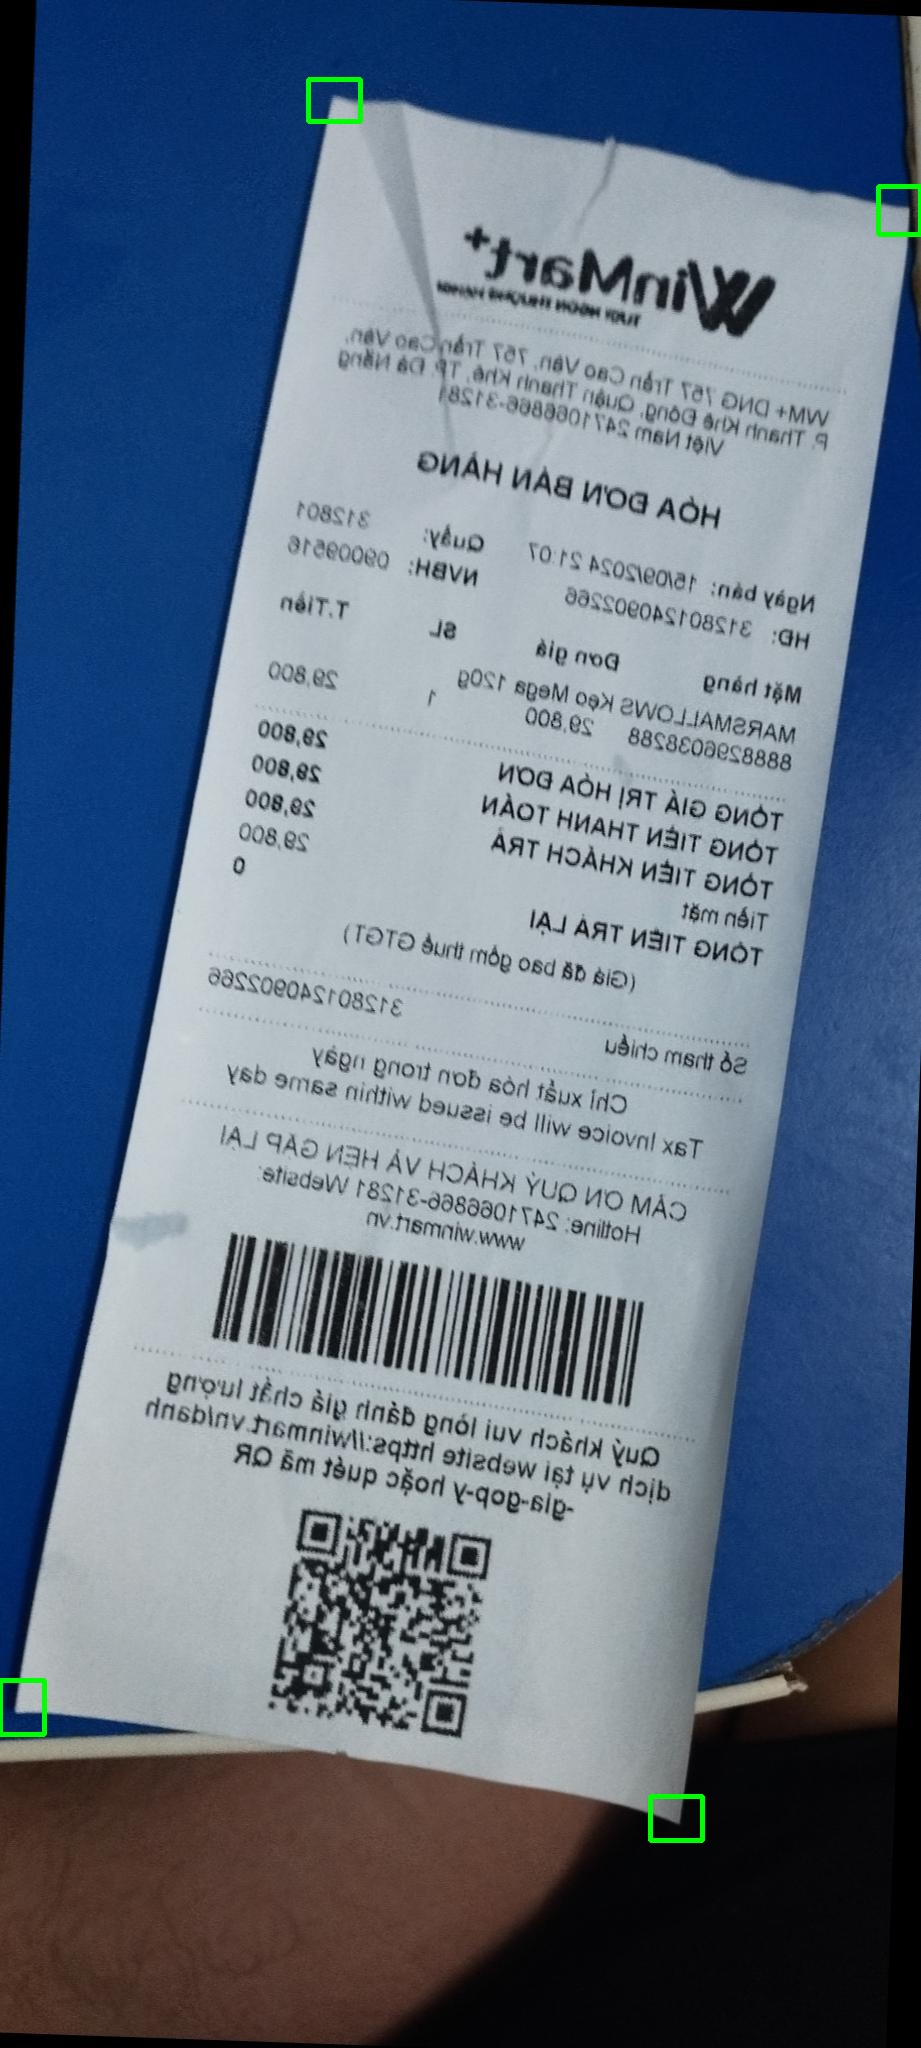 WinMart+
TƯƠI NGON THƯỢNG HẠNG
WM+ DNG 757 Trần Cao Vân, 757 Trần Cao Vân,
P. Thanh Khê Đông, Quận Thanh Khê, TP. Đà Nẵng
Việt Nam 2471066866-31281
HÓA ĐƠN BÁN HÀNG
Ngày bán: 15/09/2024 21:07 Quầy: 312801
HĐ: 312801240902266 NVBH: 09009516
Mặt hàng Đơn giá SL T.Tiền
MARSMALLOWS Kẹo Mega 120g
8888296038288 29,800 1 29,800
TỔNG GIÁ TRỊ HÓA ĐƠN 29,800
TỔNG TIỀN THANH TOÁN 29,800
TỔNG TIỀN KHÁCH TRẢ 29,800
Tiền mặt 29,800
TỔNG TIỀN TRẢ LẠI 0
(Giá đã bao gồm thuế GTGT)
Số tham chiếu 312801240902266
Chỉ xuất hóa đơn trong ngày
Tax Invoice will be issued within same day
CẢM ƠN QUÝ KHÁCH VÀ HẸN GẶP LẠI
Hotline: 2471066866-31281 Website:
www.winmart.vn
Quý khách vui lòng đánh giá chất lượng
dịch vụ tại website https://winmart.vn/danh
-gia-gop-y hoặc quét mã QR